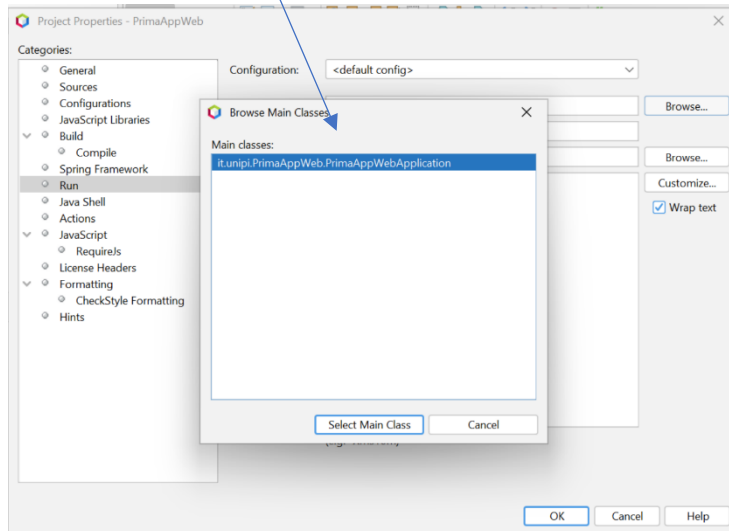 Project Properties - PrimaAppWeb
Categories:
General
Sources
Configurations
JavaScript Libraries
Build
Compile
Spring Framework
Run
Java Shell
Actions
JavaScript
RequireJs
License Headers
Formatting
CheckStyle Formatting
Hints
Configuration: <default config>
Browse...
Browse...
Customize...
Wrap text
Browse Main Classes
Main classes:
it.unipi.PrimaAppWeb.PrimaAppWebApplication
Select Main Class Cancel
OK Cancel Help